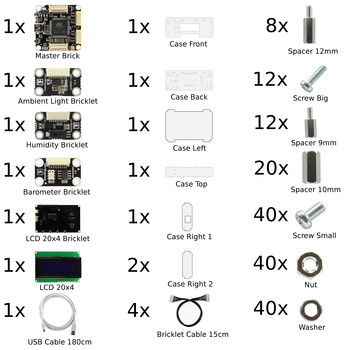 1x
Master Brick
1x
Case Front
8x
Spacer 12mm
1x
Ambient Light Bricklet
1x
Case Back
12x
Screw Big
1x
Humidity Bricklet
1x
Case Left
12x
Spacer 9mm
1x
Barometer Bricklet
1x
Case Top
20x
Spacer 10mm
1x
LCD 20x4 Bricklet
1x
Case Right 1
40x
Screw Small
1x
LCD 20x4
2x
Case Right 2
40x
Nut
1x
USB Cable 180cm
4x
Bricklet Cable 15cm
40x
Washer